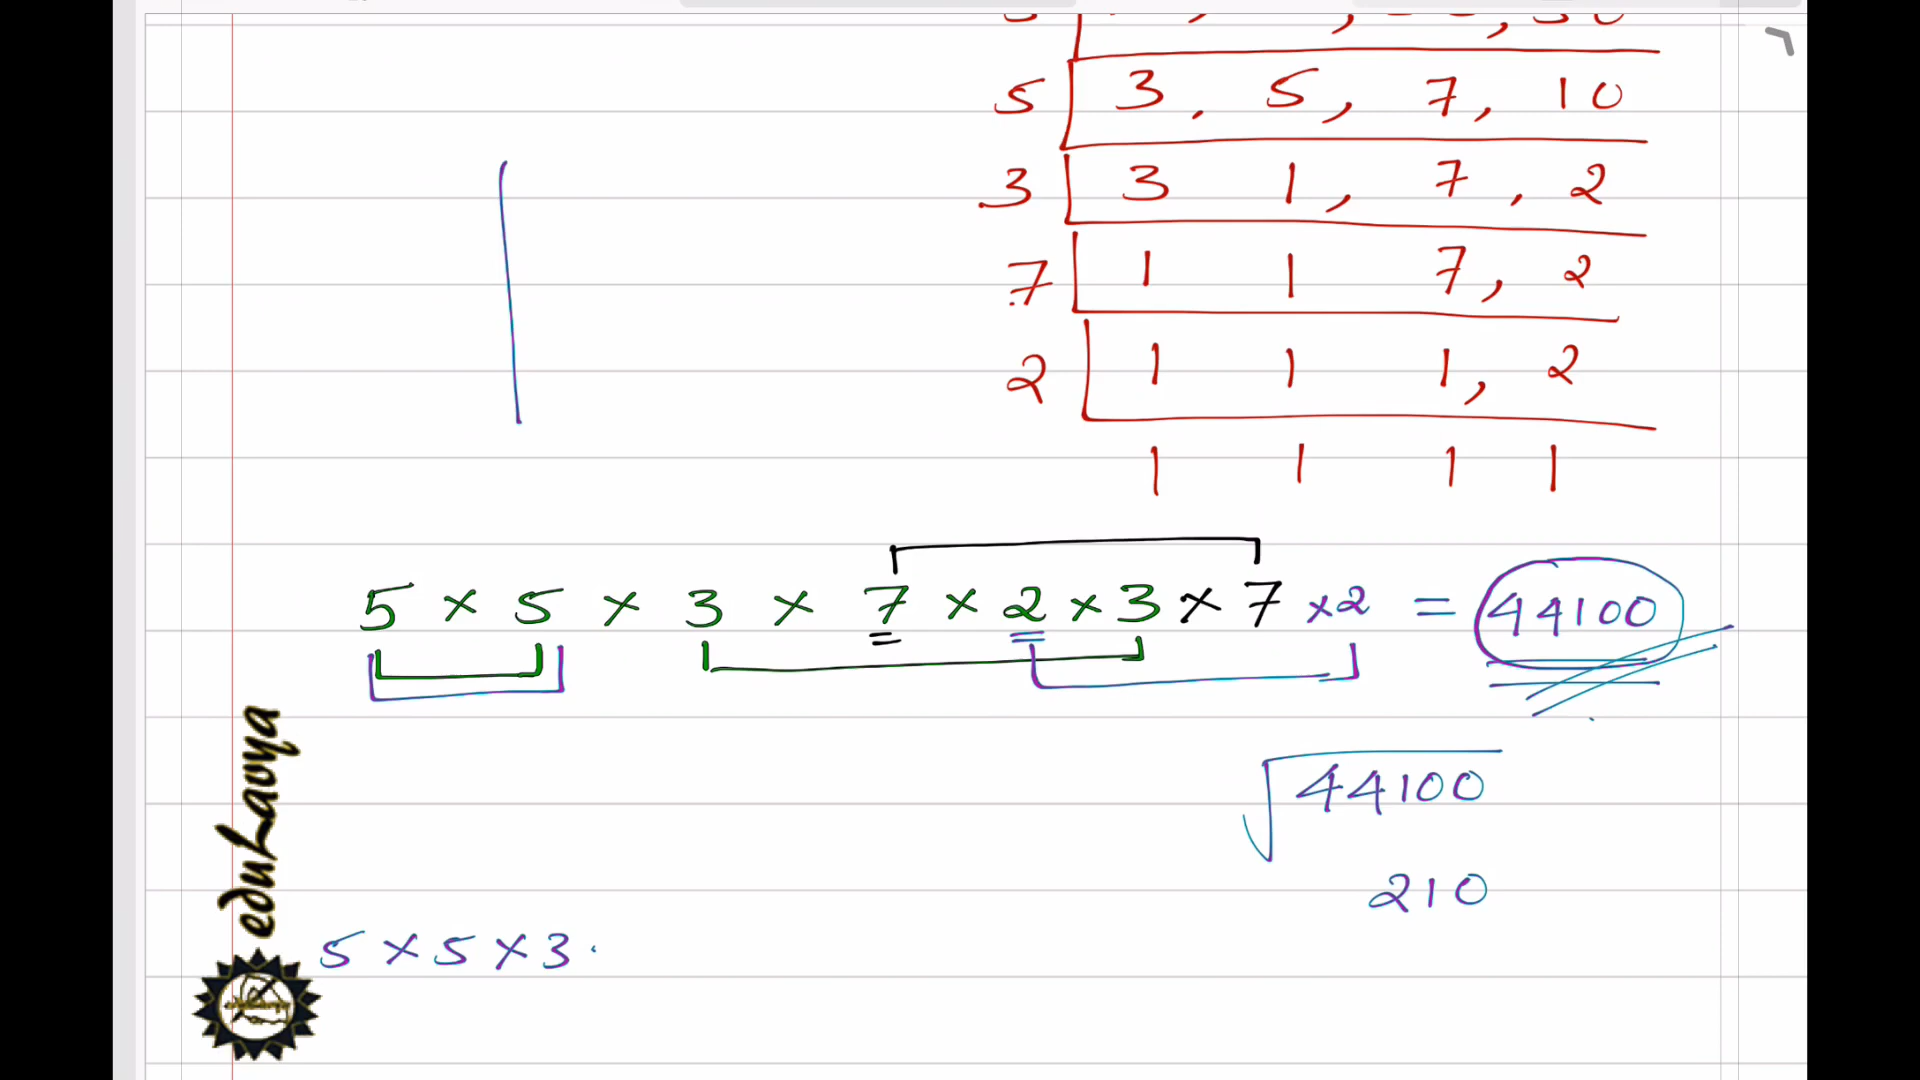 5 3 . 5 , 7 , 10
3 3 1 , 7 , 2
7 1 1 7 , 2
2 1 1 1 , 2
1 1 1 1
5 × 5 × 3 × 7 × 2 × 3 × 7 × 2 = 44100
√44100
210
5 × 5 × 3 .
eduLavya